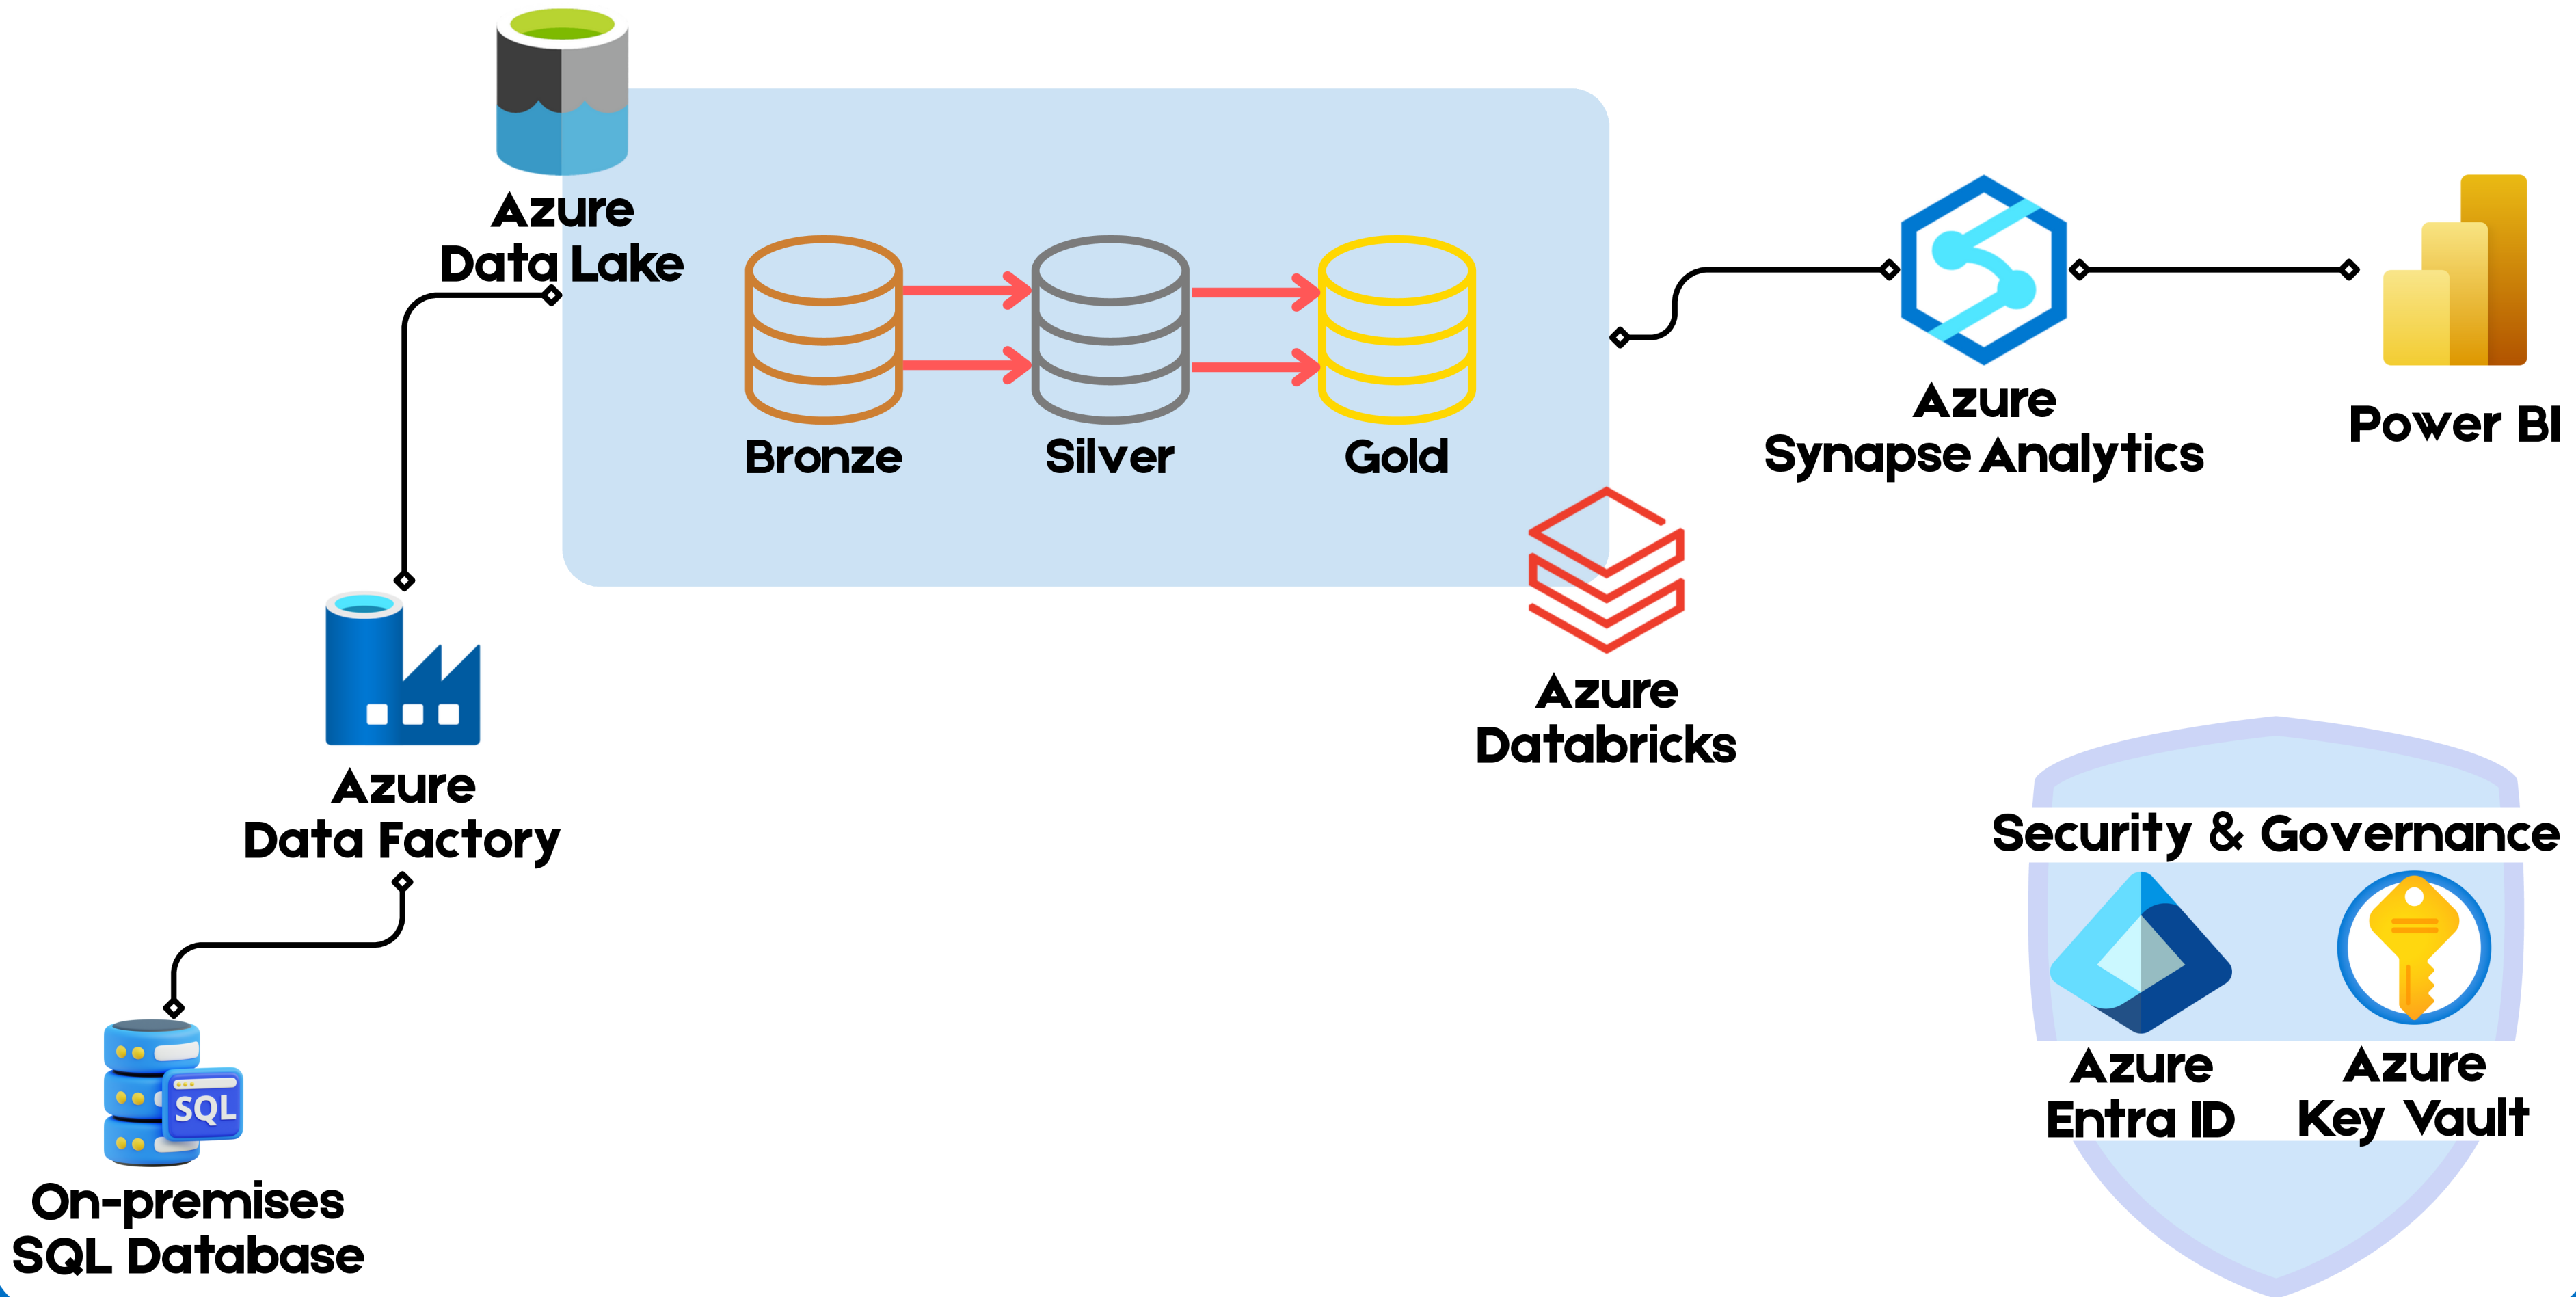 Azure
Data Lake
Bronze
Silver
Gold
Azure
Synapse Analytics
Power BI
Azure
Databricks
Azure
Data Factory
SQL
On-premises
SQL Database
Security & Governance
Azure
Entra ID
Azure
Key Vault